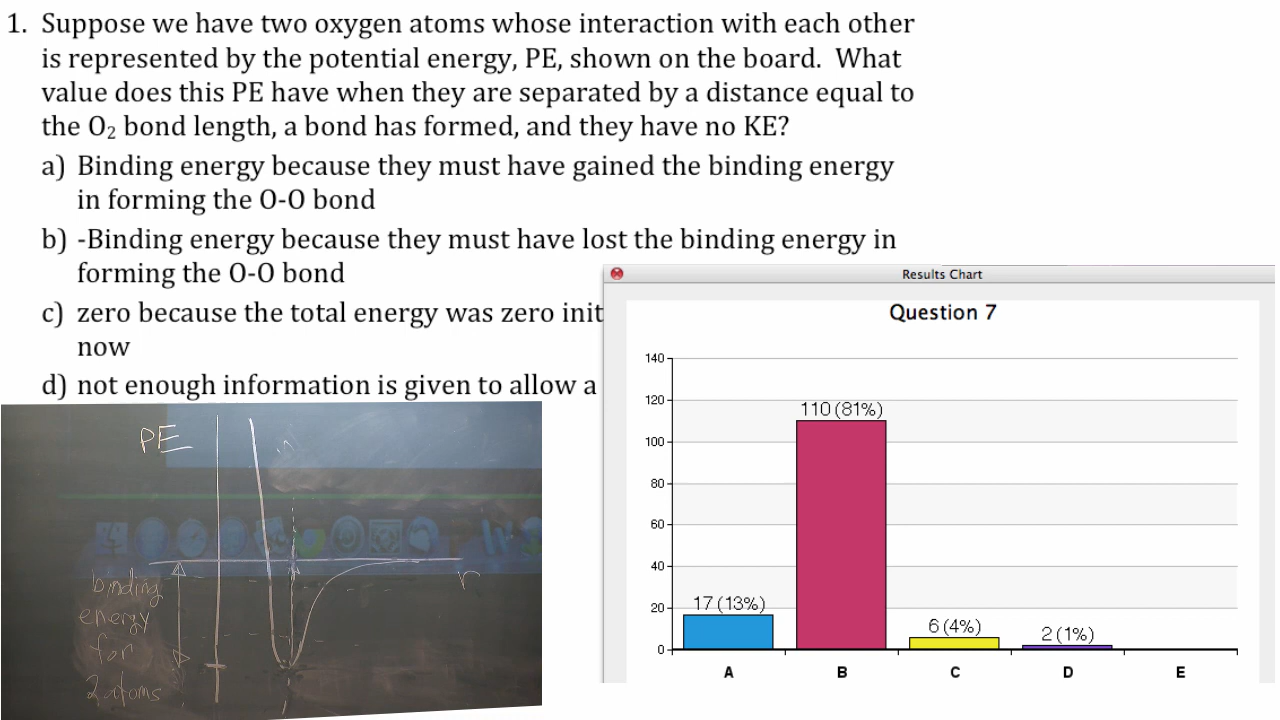 1. Suppose we have two oxygen atoms whose interaction with each other
is represented by the potential energy, PE, shown on the board. What
value does this PE have when they are separated by a distance equal to
the O₂ bond length, a bond has formed, and they have no KE?
a) Binding energy because they must have gained the binding energy
in forming the O-O bond
b) -Binding energy because they must have lost the binding energy in
forming the O-O bond
c) zero because the total energy was zero init
now
d) not enough information is given to allow a
Results Chart
Question 7
140
120
100
80
60
40
20
0
17 (13%)
110 (81%)
6 (4%)
2 (1%)
A
B
C
D
E
PE
r
binding
energy
for
2 atoms